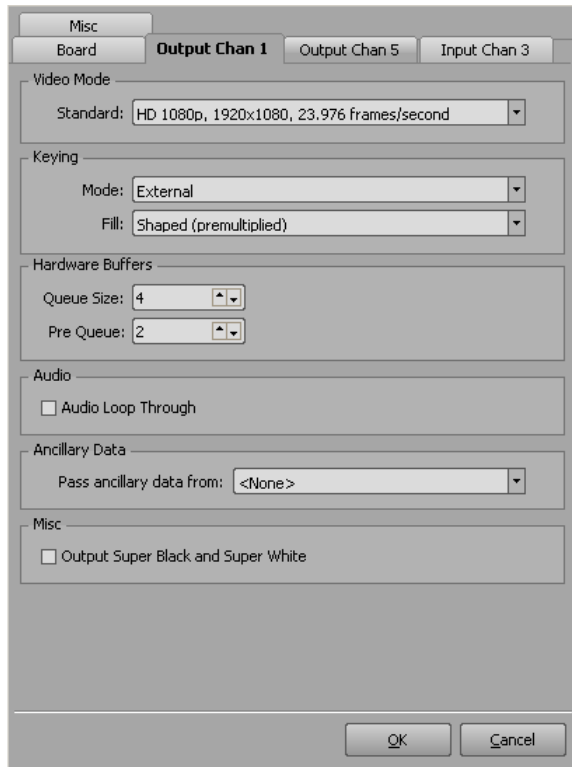 Misc
Board Output Chan 1 Output Chan 5 Input Chan 3
Video Mode
Standard: HD 1080p, 1920x1080, 23.976 frames/second
Keying
Mode: External
Fill: Shaped (premultiplied)
Hardware Buffers
Queue Size: 4
Pre Queue: 2
Audio
Audio Loop Through
Ancillary Data
Pass ancillary data from: <None>
Misc
Output Super Black and Super White
OK Cancel